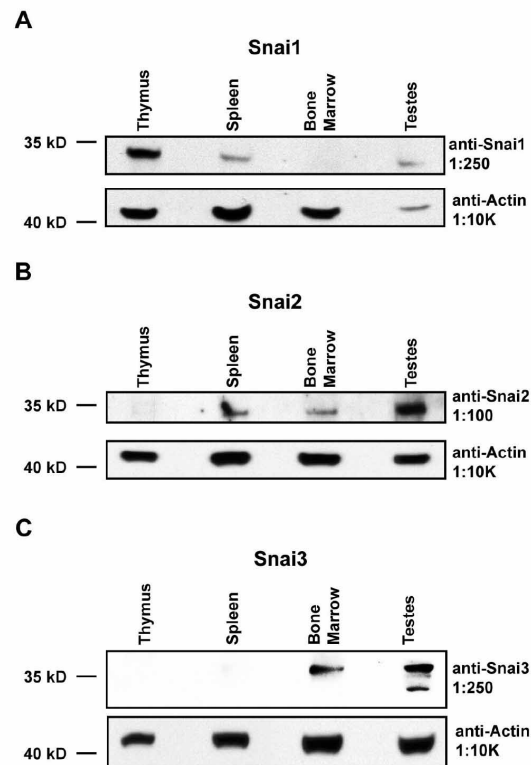 A
Snai1
Thymus
Spleen
Bone
Marrow
Testes
35 kD
anti-Snai1
1:250
40 kD
anti-Actin
1:10K
B
Snai2
Thymus
Spleen
Bone
Marrow
Testes
35 kD
anti-Snai2
1:100
40 kD
anti-Actin
1:10K
C
Snai3
Thymus
Spleen
Bone
Marrow
Testes
35 kD
anti-Snai3
1:250
40 kD
anti-Actin
1:10K